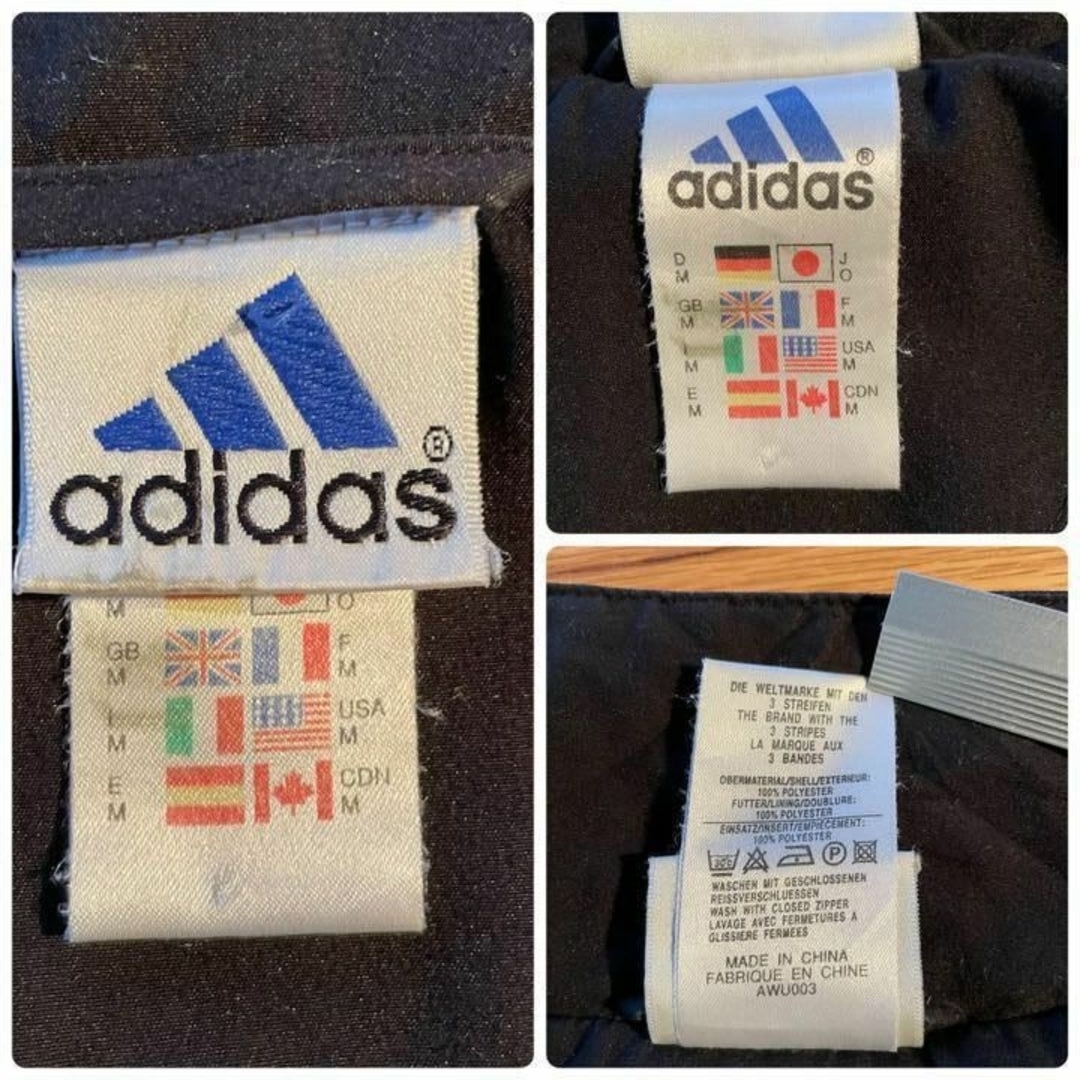 adidas®
M O
GB F
M M
I USA
M M
E CDN
M M
adidas®
D J
M O
GB F
M M
I USA
M M
E CDN
M M
DIE WELTMARKE MIT DEN
3 STREIFEN
THE BRAND WITH THE
3 STRIPES
LA MARQUE AUX
3 BANDES
OBERMATERIAL/SHELL/EXTERIEUR:
100% POLYESTER
FUTTER/LINING/DOUBLURE:
100% POLYESTER
EINSATZ/INSERT/EMPIECEMENT:
100% POLYESTER
P
WASCHEN MIT GESCHLOSSENEN
REISSVERSCHLUESSEN
WASH WITH CLOSED ZIPPER
LAVAGE AVEC FERMETURES A
GLISSIERE FERMEES
MADE IN CHINA
FABRIQUE EN CHINE
AWU003